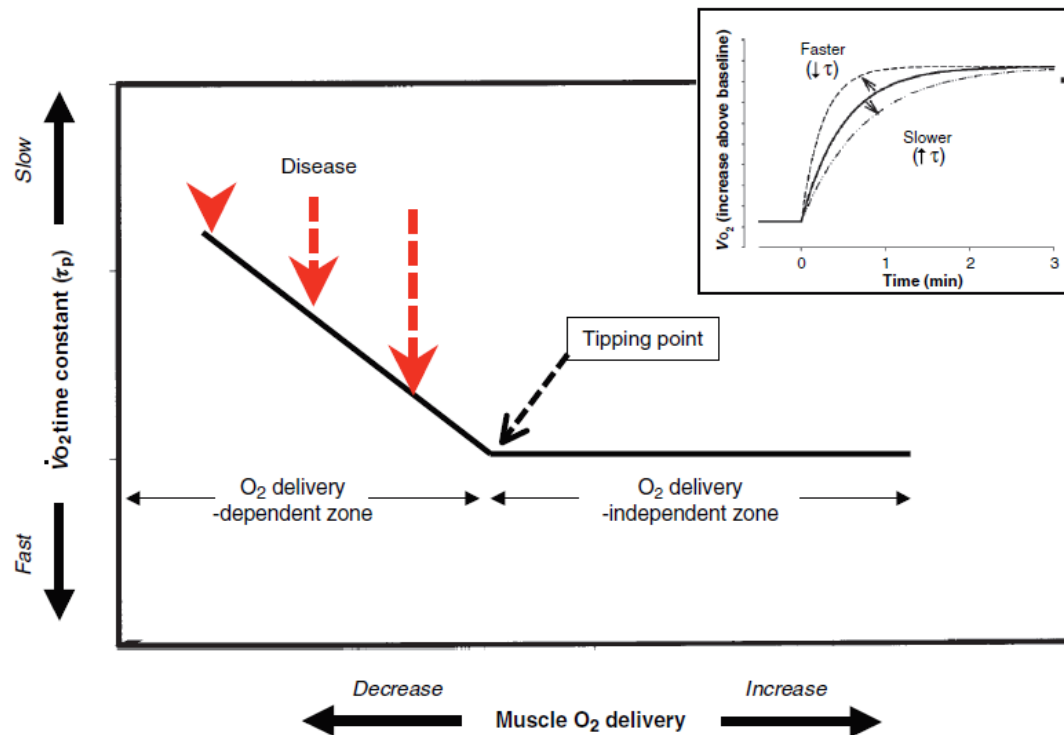 Faster
(↓ τ)
Slower
(↑ τ)
V̇o₂ (increase above baseline)
0
1
2
3
Time (min)
Slow
Disease
V̇o₂ time constant (τₚ)
Tipping point
O₂ delivery
-dependent zone
O₂ delivery
-independent zone
Fast
Decrease
Increase
Muscle O₂ delivery